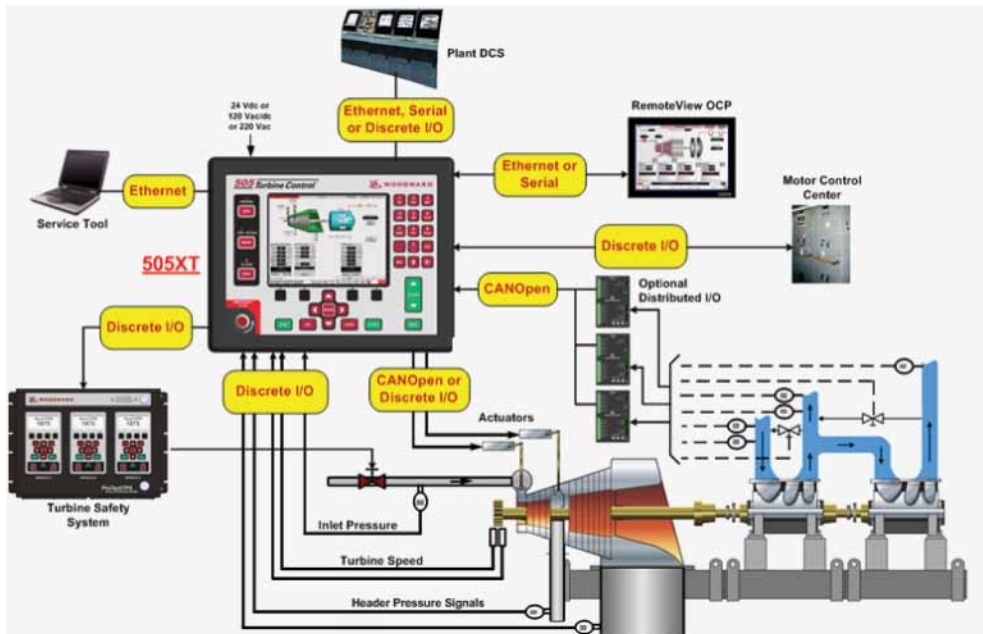 Plant DCS
24 Vdc or
120 Vac/dc
or 220 Vac
Ethernet, Serial
or Discrete I/O
RemoteView OCP
Ethernet or
Serial
Ethernet
Service Tool
505 Turbine Control
WOODWARD
Motor Control
Center
Discrete I/O
505XT
CANOpen
Optional
Distributed I/O
Discrete I/O
Discrete I/O
CANOpen or
Discrete I/O
Actuators
WOODWARD
Turbine Safety
System
Inlet Pressure
Turbine Speed
Header Pressure Signals